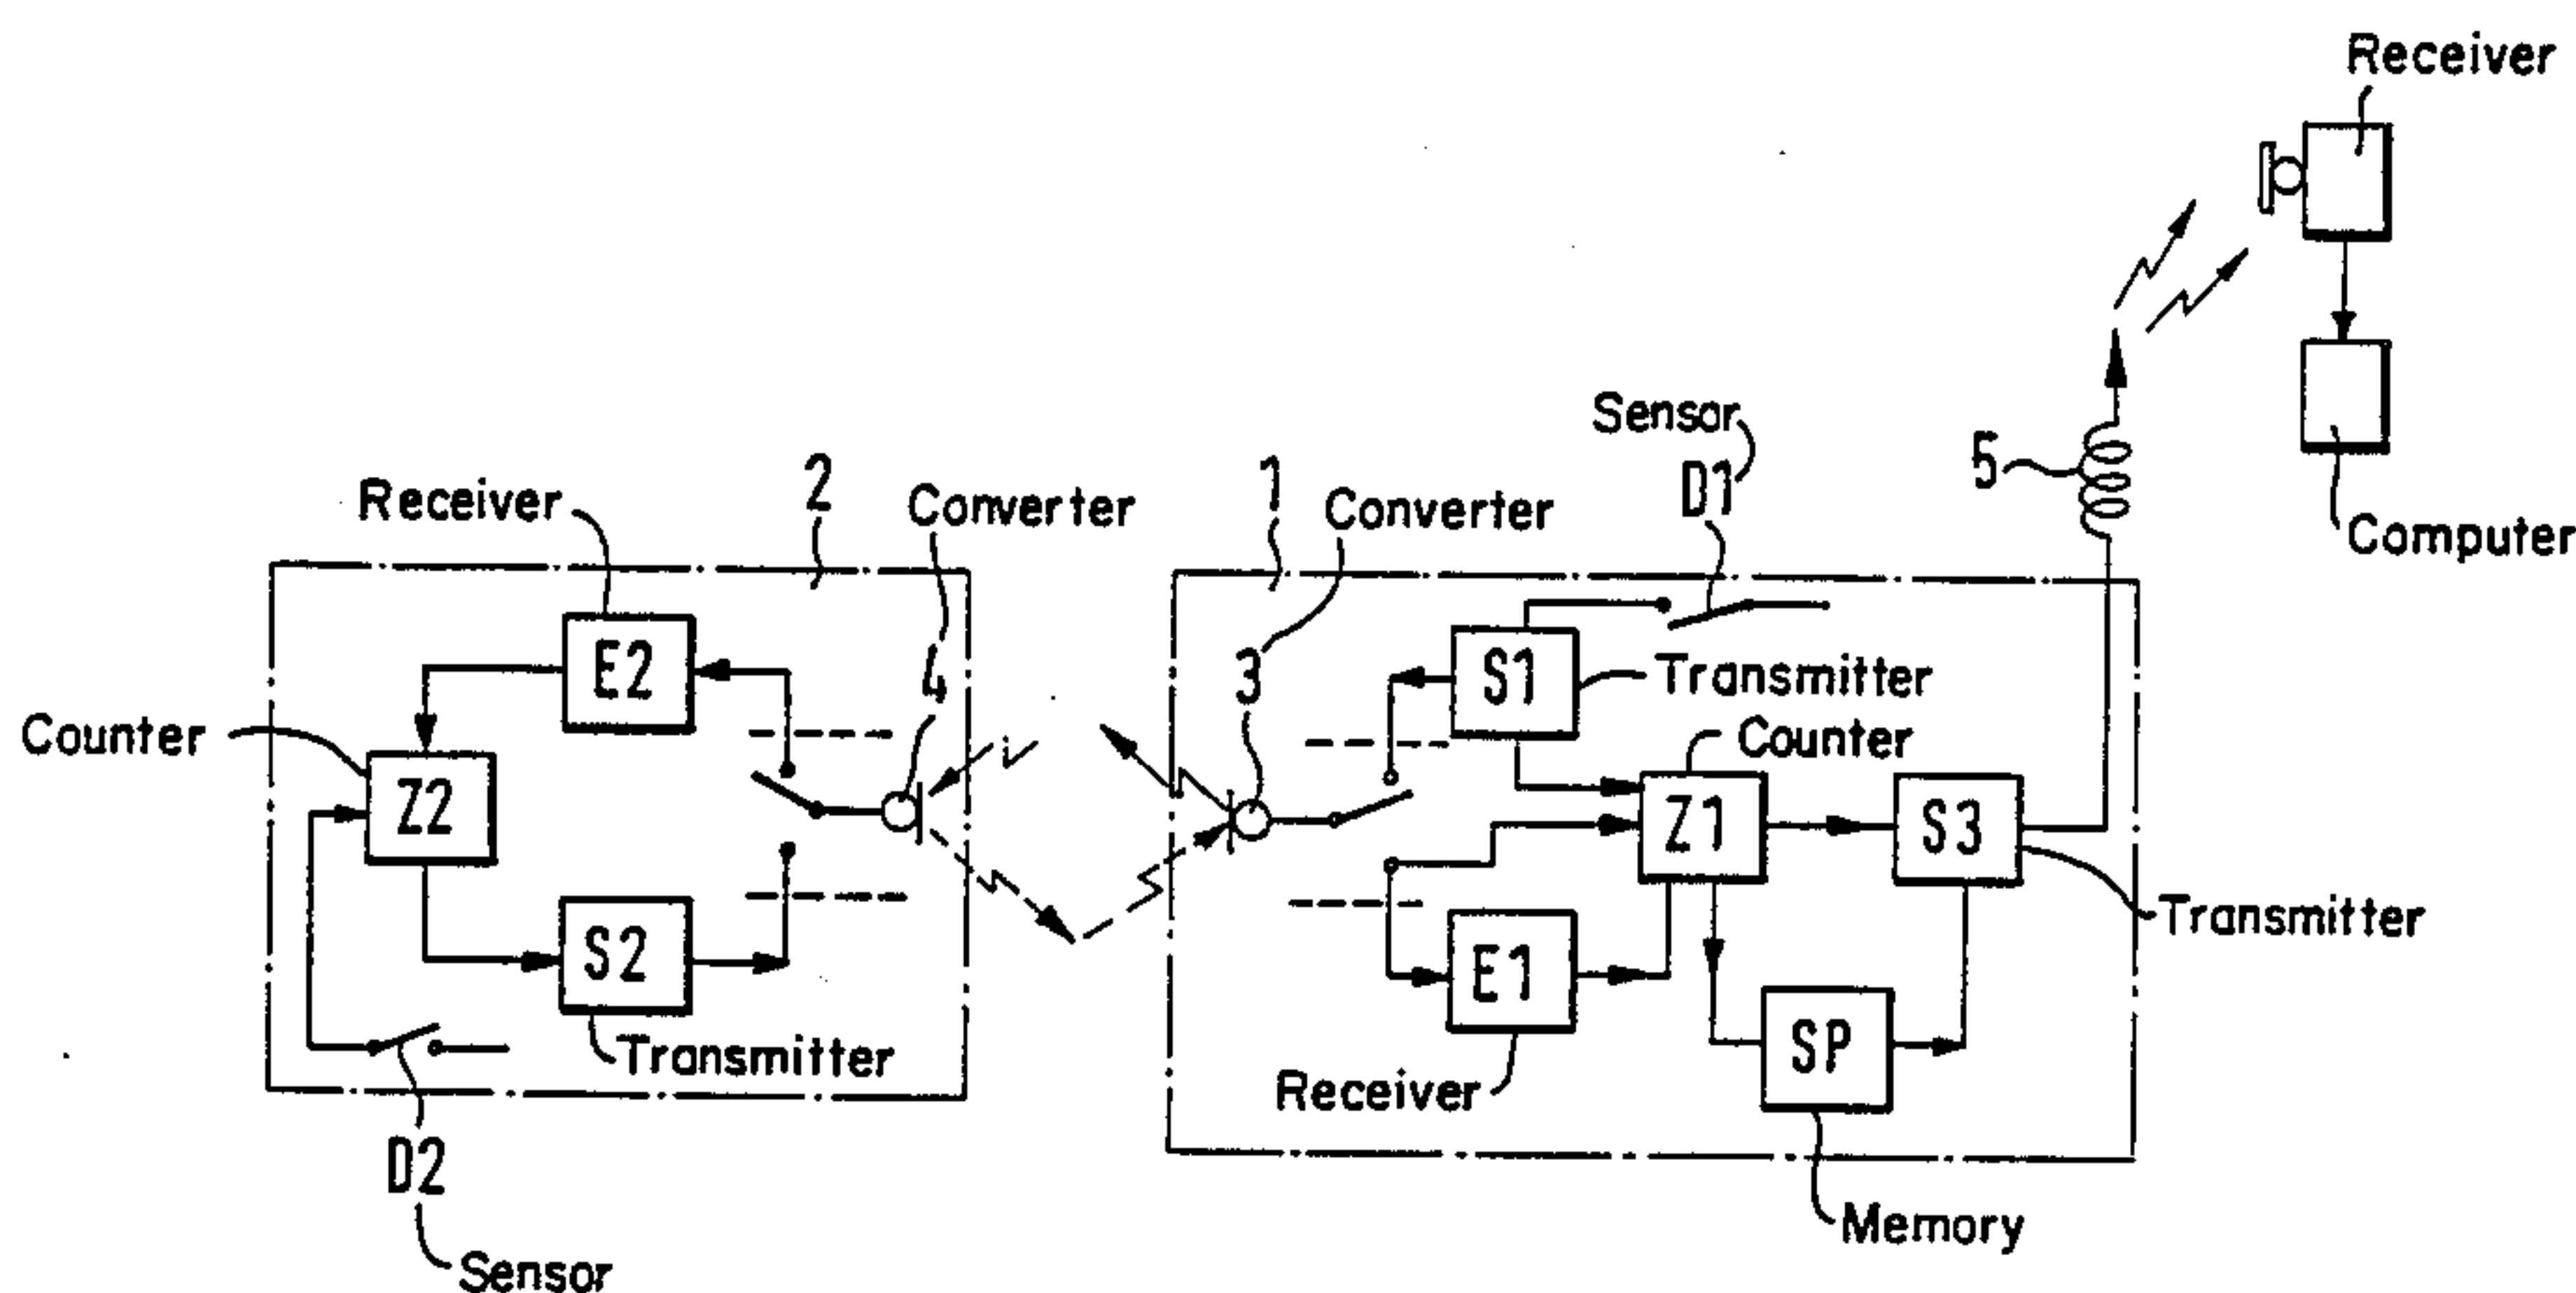 Receiver
Sensor
D1
5
Computer
Receiver
2
Converter
1
Converter
E2
4
3
S1
Transmitter
Counter
Counter
Z2
Z1
S3
S2
E1
Transmitter
SP
Transmitter
Receiver
D2
Memory
Sensor